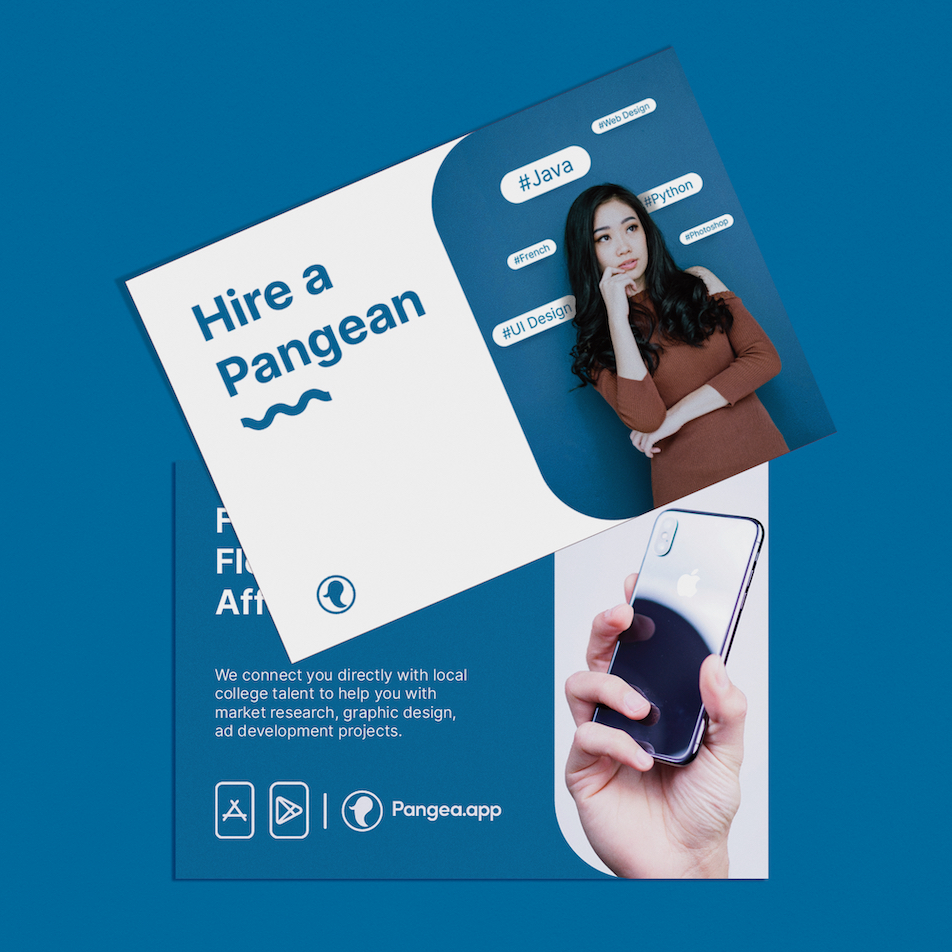 #Web Design
#Java
#Python
#Photoshop
#French
#UI Design
Hire a
Pangean
We connect you directly with local
college talent to help you with
market research, graphic design,
ad development projects.
Pangea.app